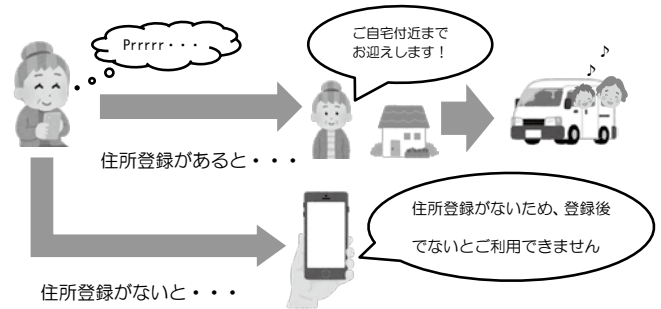 Prrrrr・・・
ご自宅付近まで
お迎えします！
住所登録があると・・・
住所登録がないため、登録後
でないとご利用できません
住所登録がないと・・・